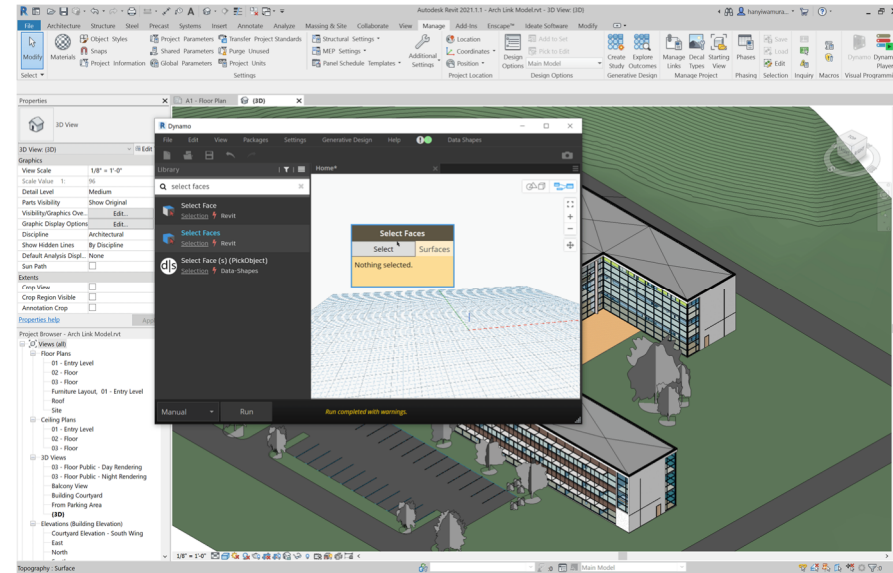 Autodesk Revit 2021.1.1 - Arch Link Model.rvt - 3D View: {3D}
hanyiwamura...
File Architecture Structure Steel Precast Systems Insert Annotate Analyze Massing & Site Collaborate View Manage Add-Ins Enscape™ Ideate Software Modify
Modify
Materials
Object Styles
Snaps
Project Information
Project Parameters
Shared Parameters
Global Parameters
Transfer Project Standards
Purge Unused
Project Units
Structural Settings
MEP Settings
Panel Schedule Templates
Additional Settings
Location
Coordinates
Position
Design Options
Add to Set
Pick to Edit
Main Model
Create Study
Explore Outcomes
Manage Links
Decal Types
Starting View
Phases
Save
Load
Edit
Dynamo
Dynamo Player
Select
Settings
Project Location
Design Options
Generative Design
Manage Project
Phasing
Selection
Inquiry
Macros
Visual Programming
Properties
A1 - Floor Plan
{3D}
3D View
3D View: {3D}
Edit
Graphics
View Scale 1/8" = 1'-0"
Scale Value 1: 96
Detail Level Medium
Parts Visibility Show Original
Visibility/Graphics Ove... Edit...
Graphic Display Options Edit...
Discipline Architectural
Show Hidden Lines By Discipline
Default Analysis Displ... None
Sun Path
Extents
Crop View
Crop Region Visible
Annotation Crop
Properties help
Project Browser - Arch Link Model.rvt
Views (all)
Floor Plans
01 - Entry Level
02 - Floor
03 - Floor
Furniture Layout, 01 - Entry Level
Roof
Site
Ceiling Plans
01 - Entry Level
02 - Floor
03 - Floor
3D Views
03 - Floor Public - Day Rendering
03 - Floor Public - Night Rendering
Balcony View
Building Courtyard
From Parking Area
{3D}
Elevations (Building Elevation)
Courtyard Elevation - South Wing
East
North
Dynamo
File Edit View Packages Settings Generative Design Help Data Shapes
Library
Home*
select faces
Select Face
Selection Revit
Select Faces
Selection Revit
Select Face (s) (PickObject)
Selection Data-Shapes
Select Faces
Select Surfaces
Nothing selected.
Manual Run Run completed with warnings.
1/8" = 1'-0"
Topography : Surface
Main Model